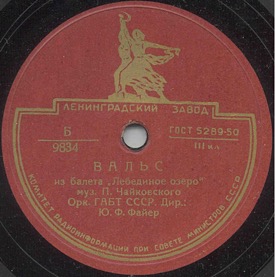 ЛЕНИНГРАДСКИЙ ЗАВОД
Б
9834
ГОСТ 5289-50
III кл
ВАЛЬС
из балета „Лебединое озеро"
муз. П. Чайковского
Орк. ГАБТ СССР. Дир.:
Ю. Ф. Файер
КОМИТЕТ РАДИОИНФОРМАЦИИ ПРИ СОВЕТЕ МИНИСТРОВ СССР